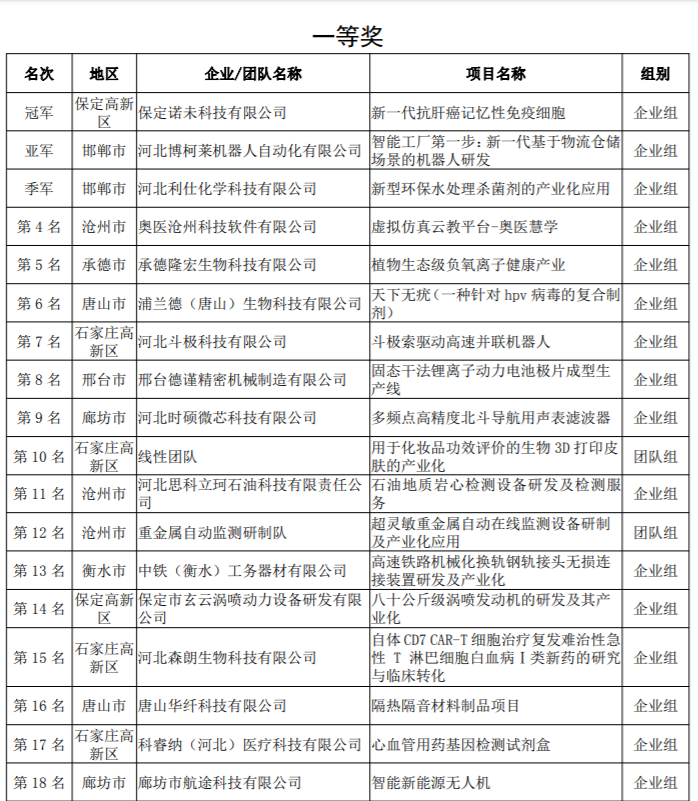 一等奖
名次 地区 企业/团队名称 项目名称 组别
冠军 保定高新区 保定诺未科技有限公司 新一代抗肝癌记忆性免疫细胞 企业组
亚军 邯郸市 河北博柯莱机器人自动化有限公司 智能工厂第一步：新一代基于物流仓储场景的机器人研发 企业组
季军 邯郸市 河北利仕化学科技有限公司 新型环保水处理杀菌剂的产业化应用 企业组
第 4 名 沧州市 奥医沧州科技软件有限公司 虚拟仿真云教平台-奥医慧学 企业组
第 5 名 承德市 承德隆宏生物科技有限公司 植物生态级负氧离子健康产业 企业组
第 6 名 唐山市 浦兰德（唐山）生物科技有限公司 天下无疣（一种针对 hpv 病毒的复合制剂） 企业组
第 7 名 石家庄高新区 河北斗极科技有限公司 斗极索驱动高速并联机器人 企业组
第 8 名 邢台市 邢台德谨精密机械制造有限公司 固态干法锂离子动力电池极片成型生产线 企业组
第 9 名 廊坊市 河北时硕微芯科技有限公司 多频点高精度北斗导航用声表滤波器 企业组
第 10 名 石家庄高新区 线性团队 用于化妆品功效评价的生物 3D 打印皮肤的产业化 团队组
第 11 名 沧州市 河北思科立珂石油科技有限责任公司 石油地质岩心检测设备研发及检测服务 企业组
第 12 名 沧州市 重金属自动监测研制队 超灵敏重金属自动在线监测设备研制及产业化应用 团队组
第 13 名 衡水市 中铁（衡水）工务器材有限公司 高速铁路机械化换轨钢轨接头无损连接装置研发及产业化 企业组
第 14 名 保定高新区 保定市玄云涡喷动力设备研发有限公司 八十公斤级涡喷发动机的研发及其产业化 企业组
第 15 名 石家庄高新区 河北森朗生物科技有限公司 自体 CD7 CAR-T 细胞治疗复发难治性急性 T 淋巴细胞白血病Ⅰ类新药的研究与临床转化 企业组
第 16 名 唐山市 唐山华纤科技有限公司 隔热隔音材料制品项目 企业组
第 17 名 石家庄高新区 科睿纳（河北）医疗科技有限公司 心血管用药基因检测试剂盒 企业组
第 18 名 廊坊市 廊坊市航途科技有限公司 智能新能源无人机 企业组